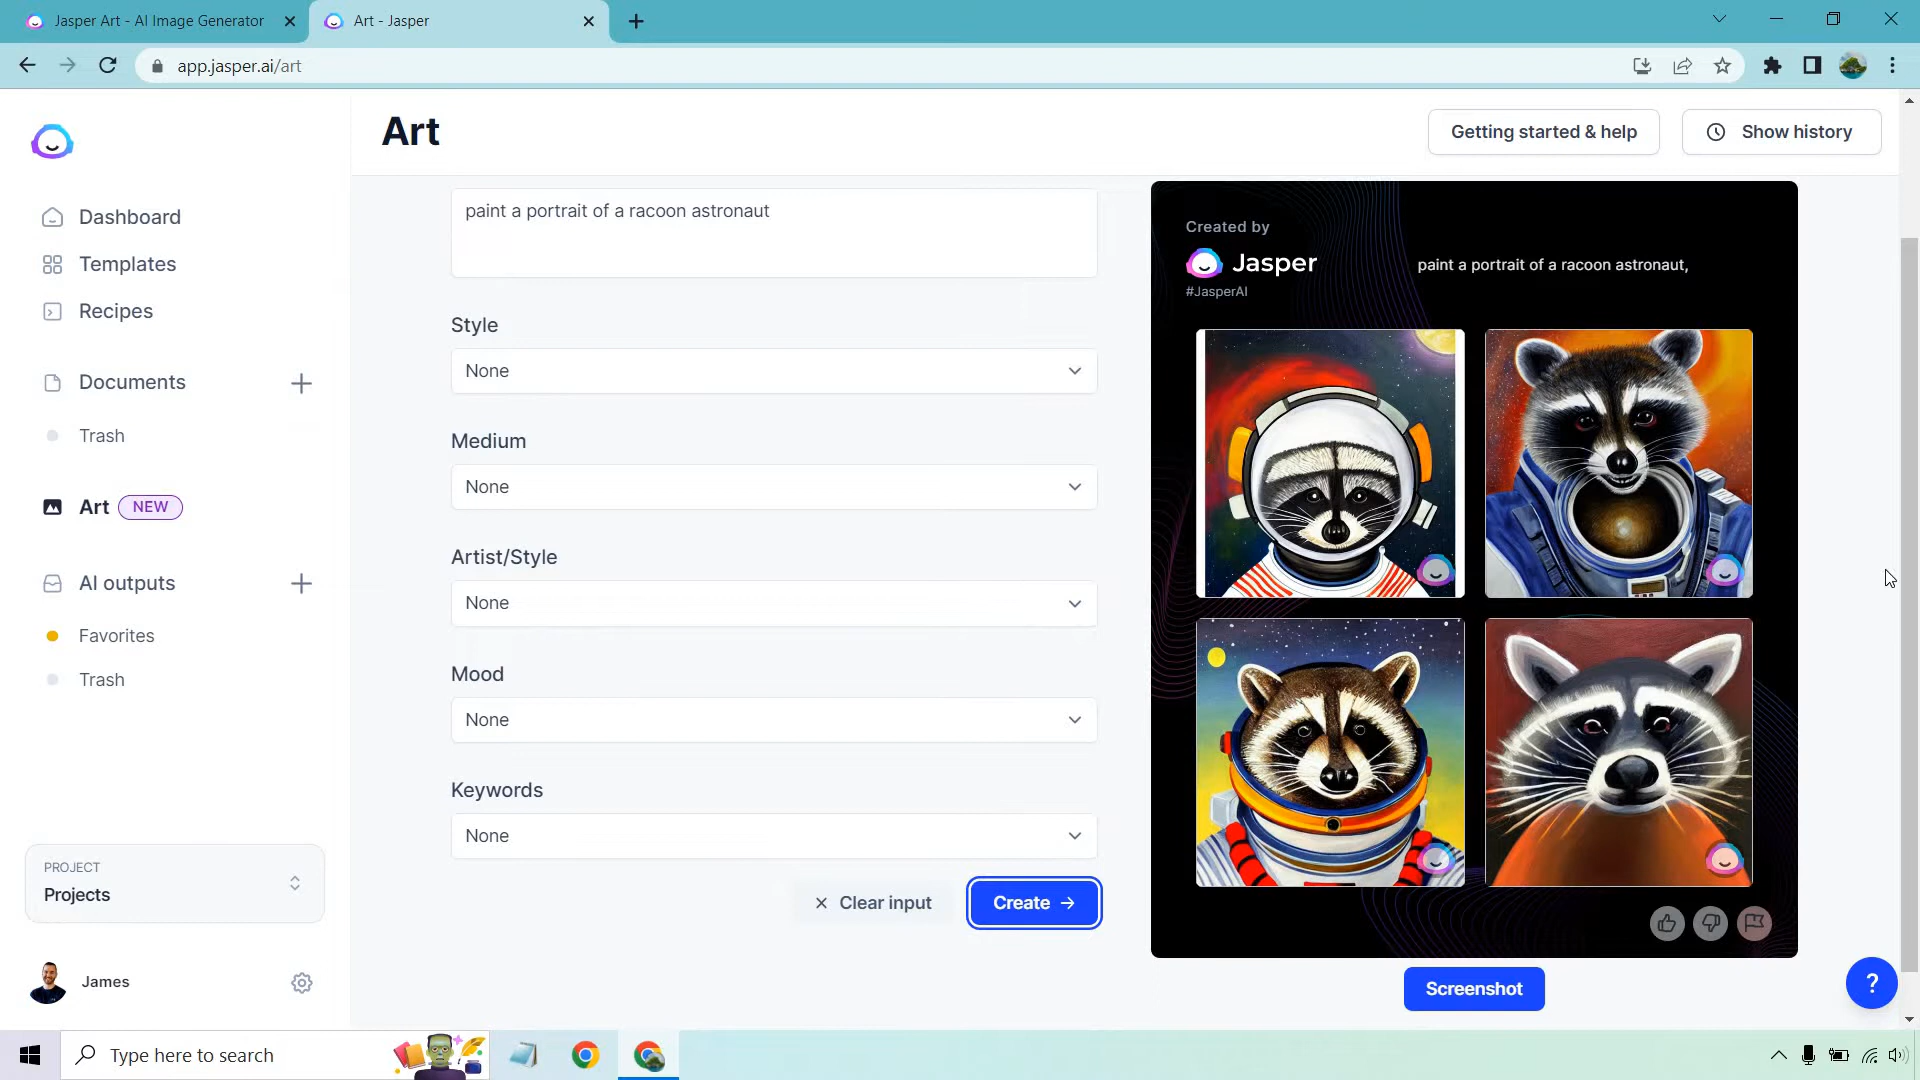 Jasper Art - AI Image Generator
Art - Jasper
app.jasper.ai/art
Art
Getting started & help
Show history
Dashboard
Templates
Recipes
Documents
Trash
Art NEW
AI outputs
Favorites
Trash
PROJECT
Projects
James
paint a portrait of a racoon astronaut
Style
None
Medium
None
Artist/Style
None
Mood
None
Keywords
None
Clear input
Create
Created by
Jasper
#JasperAI
paint a portrait of a racoon astronaut,
Screenshot
?
Type here to search